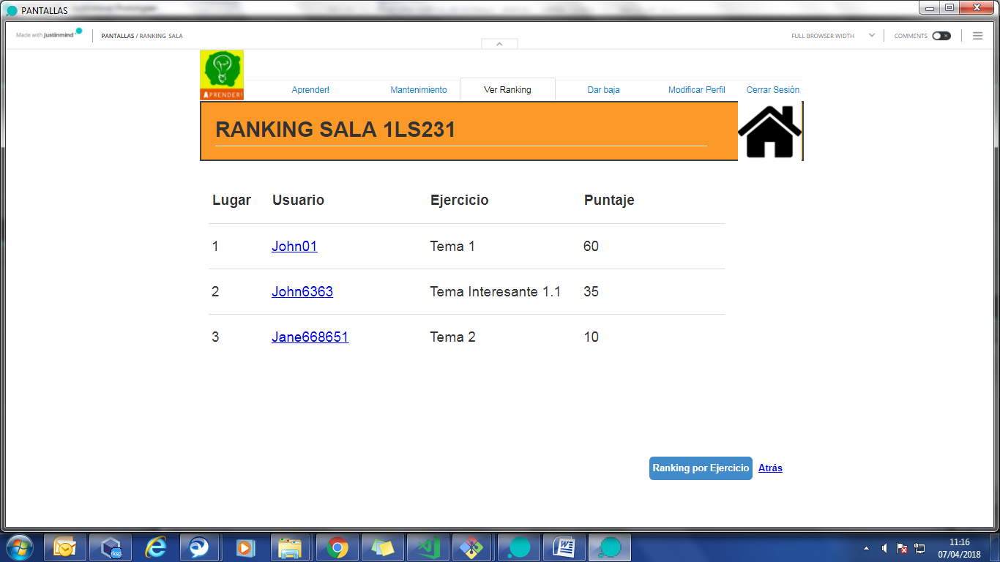 PANTALLAS
Made with Justinmind
PANTALLAS / RANKING_SALA
FULL BROWSER WIDTH
COMMENTS
APRENDER!
Aprender! Mantenimiento Ver Ranking Dar baja Modificar Perfil Cerrar Sesión
RANKING SALA 1LS231
Lugar Usuario Ejercicio Puntaje
1 John01 Tema 1 60
2 John6363 Tema Interesante 1.1 35
3 Jane668651 Tema 2 10
Ranking por Ejercicio Atrás
11:16
07/04/2018